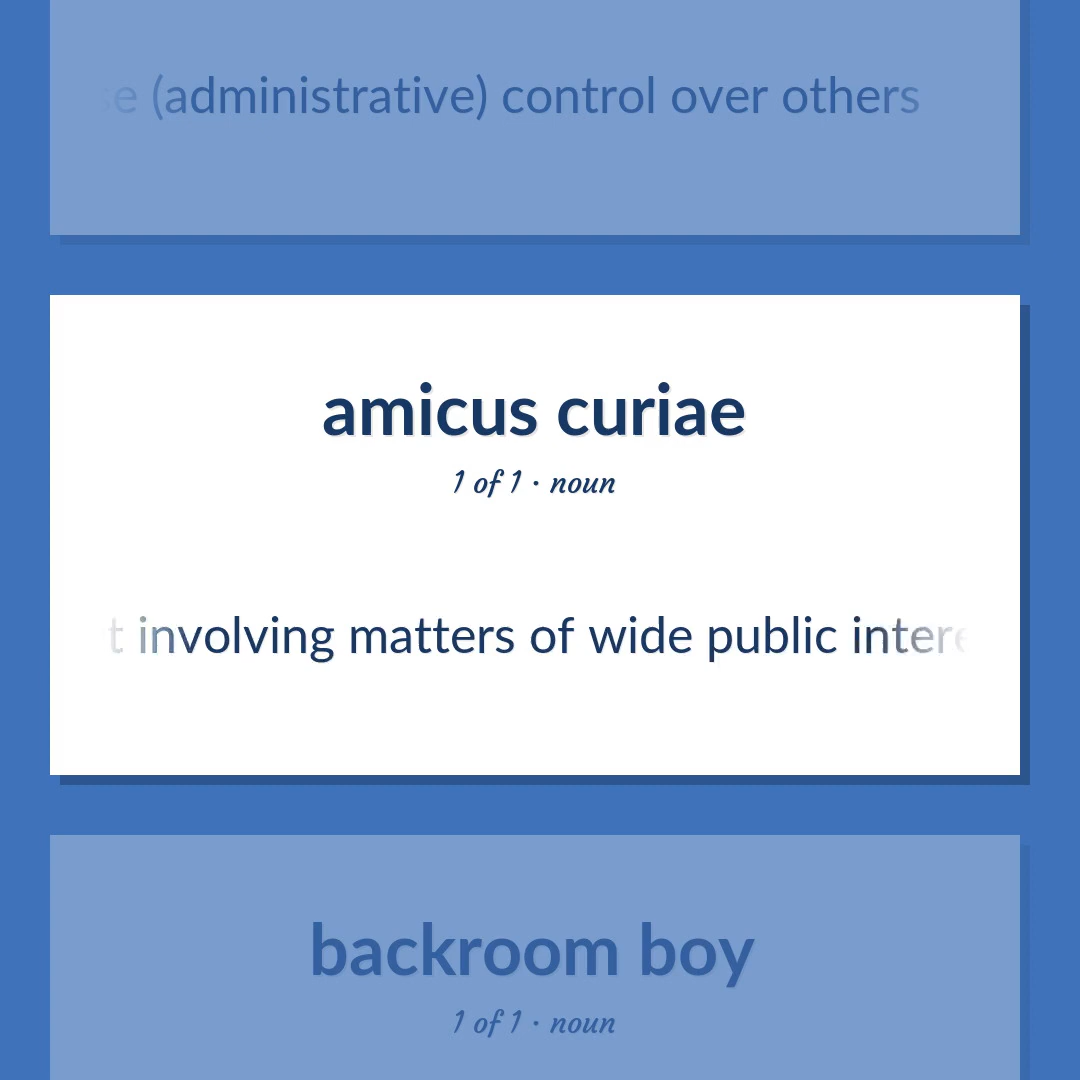 (administrative) control over others
amicus curiae
1 of 1 · noun
involving matters of wide public
backroom boy
1 of 1 · noun